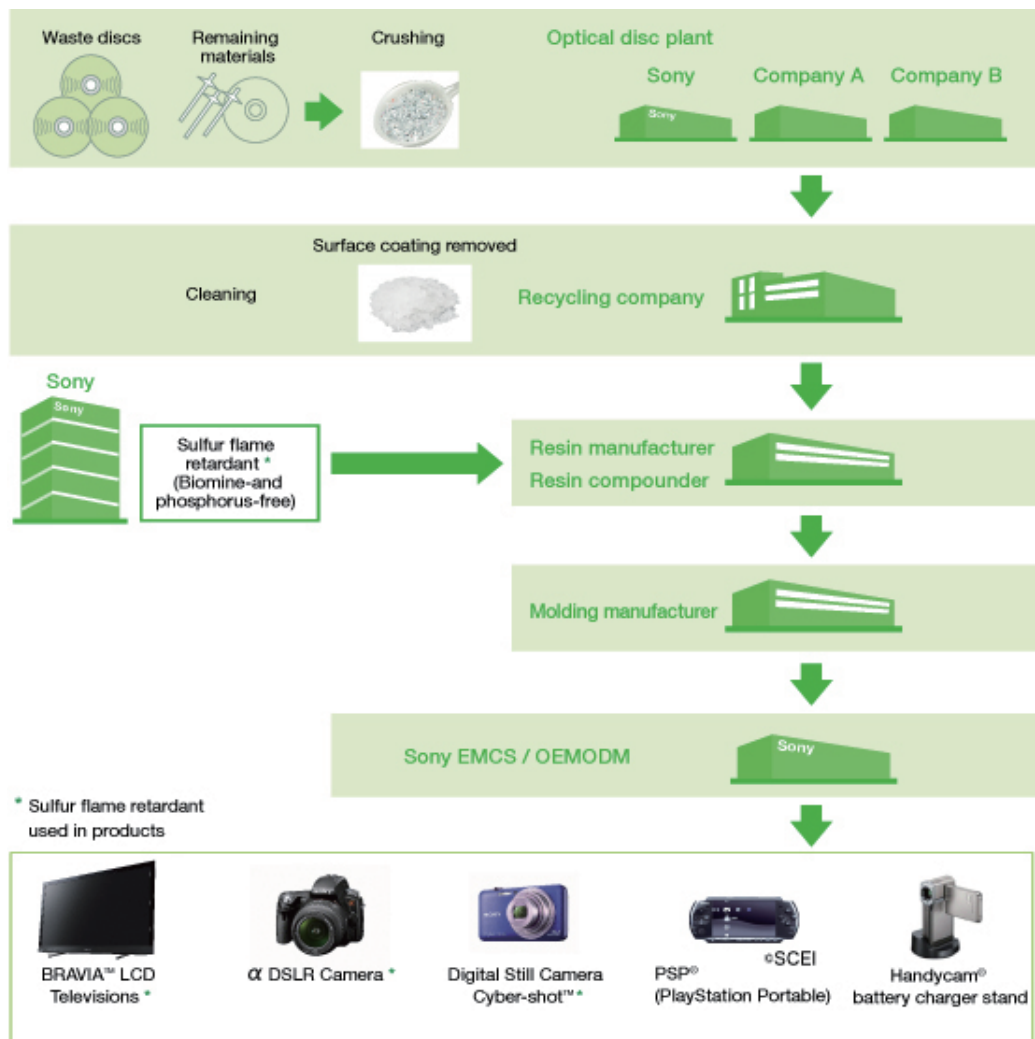 Waste discs
Remaining
materials
Crushing
Optical disc plant
Sony
Company A
Company B
Sony
Surface coating removed
Cleaning
Recycling company
Sony
Sony
Sulfur flame
retardant *
(Biomine-and
phosphorus-free)
Resin manufacturer
Resin compounder
Molding manufacturer
Sony EMCS / OEMODM
Sony
* Sulfur flame retardant
used in products
BRAVIA™ LCD
Televisions *
α DSLR Camera *
SONY
Digital Still Camera
Cyber-shot™ *
©SCEI
PSP®
(PlayStation Portable)
Handycam®
battery charger stand